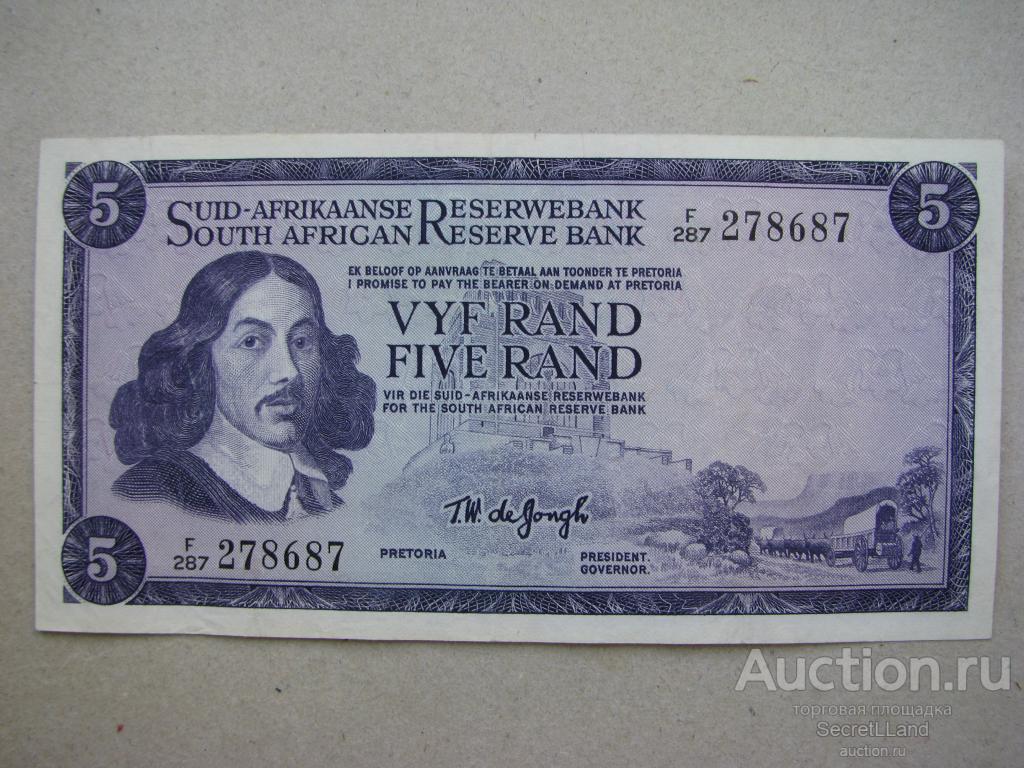 5
5
SUID-AFRIKAANSE RESERWEBANK
SOUTH AFRICAN RESERVE BANK
F
287 278687
EK BELOOF OP AANVRAAG TE BETAAL AAN TOONDER TE PRETORIA
I PROMISE TO PAY THE BEARER ON DEMAND AT PRETORIA
VYF RAND
FIVE RAND
VIR DIE SUID-AFRIKAANSE RESERWEBANK
FOR THE SOUTH AFRICAN RESERVE BANK
T.W. de Jongh
F
287 278687
PRETORIA
PRESIDENT.
GOVERNOR.
5
Auction.ru
торговая площадка
SecretLLand
auction.ru